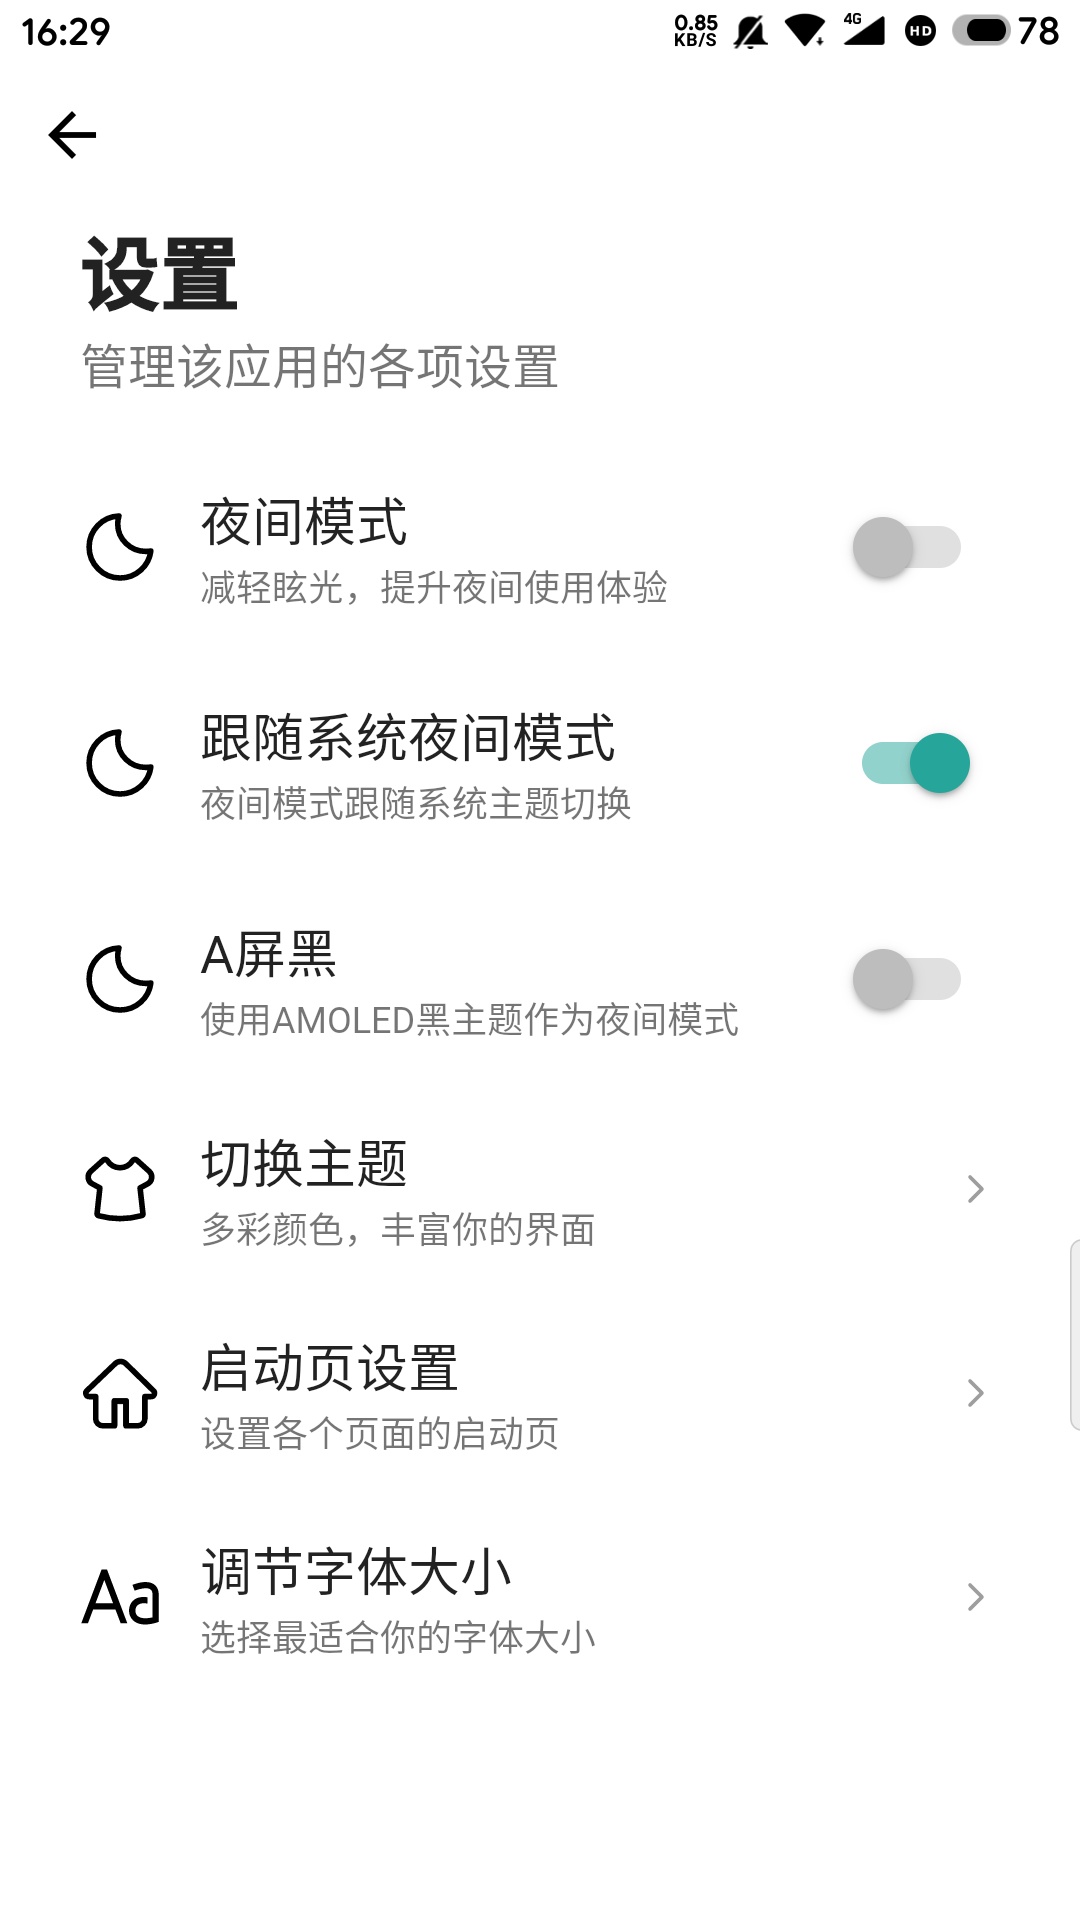 16:29
0.85
KB/S
4G
HD
78
设置
管理该应用的各项设置
夜间模式
减轻眩光，提升夜间使用体验
跟随系统夜间模式
夜间模式跟随系统主题切换
A屏黑
使用AMOLED黑主题作为夜间模式
切换主题
多彩颜色，丰富你的界面
启动页设置
设置各个页面的启动页
Aa
调节字体大小
选择最适合你的字体大小